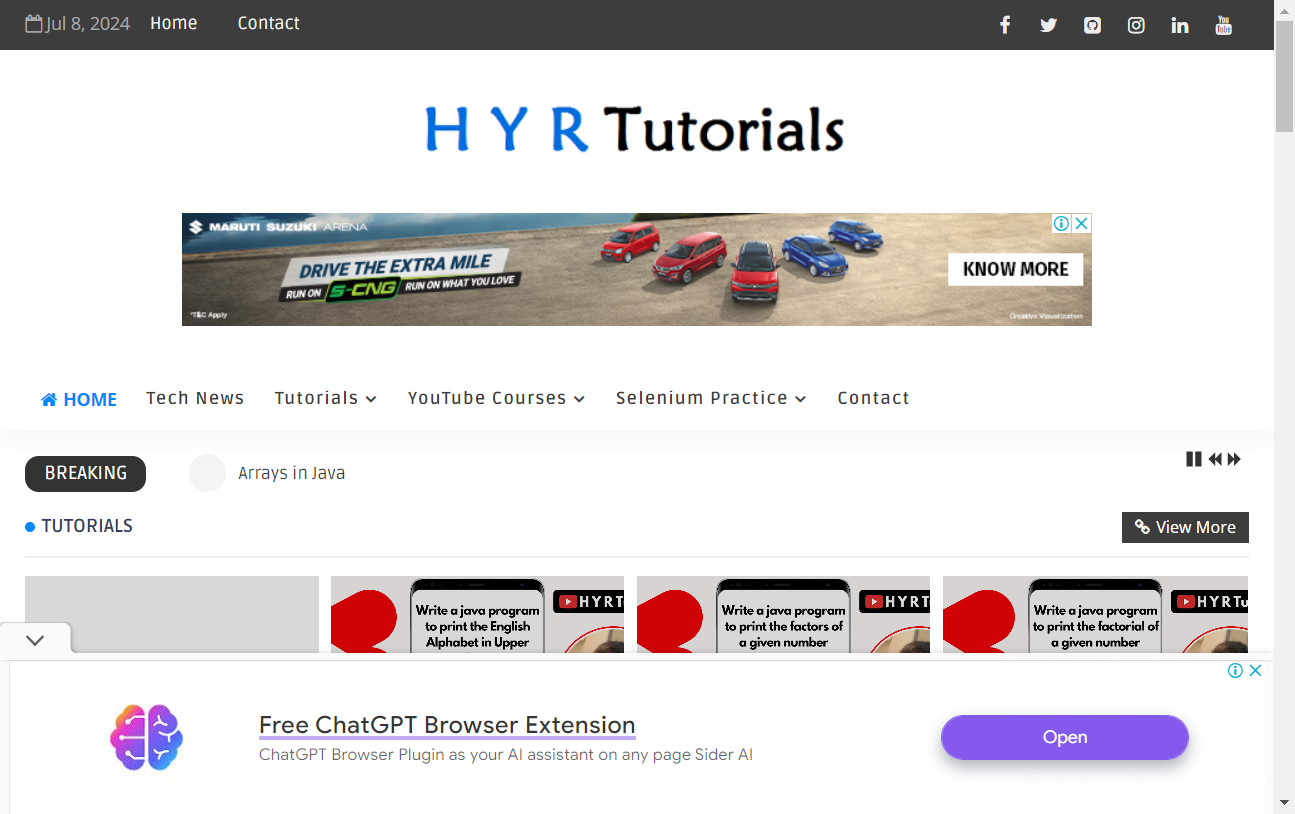 Jul 8, 2024 Home Contact
You Tube
H Y R Tutorials
MARUTI SUZUKI ARENA
DRIVE THE EXTRA MILE
RUN ON S-CNG RUN ON WHAT YOU LOVE
KNOW MORE
*T&C Apply
Creative Visualization
HOME Tech News Tutorials YouTube Courses Selenium Practice Contact
BREAKING Arrays in Java
TUTORIALS View More
Write a java program
to print the English
Alphabet in Upper
HYRT
Write a java program
to print the factors of
a given number
HYRT
Write a java program
to print the factorial of
a given number
HYRTu
Free ChatGPT Browser Extension
ChatGPT Browser Plugin as your AI assistant on any page Sider AI
Open